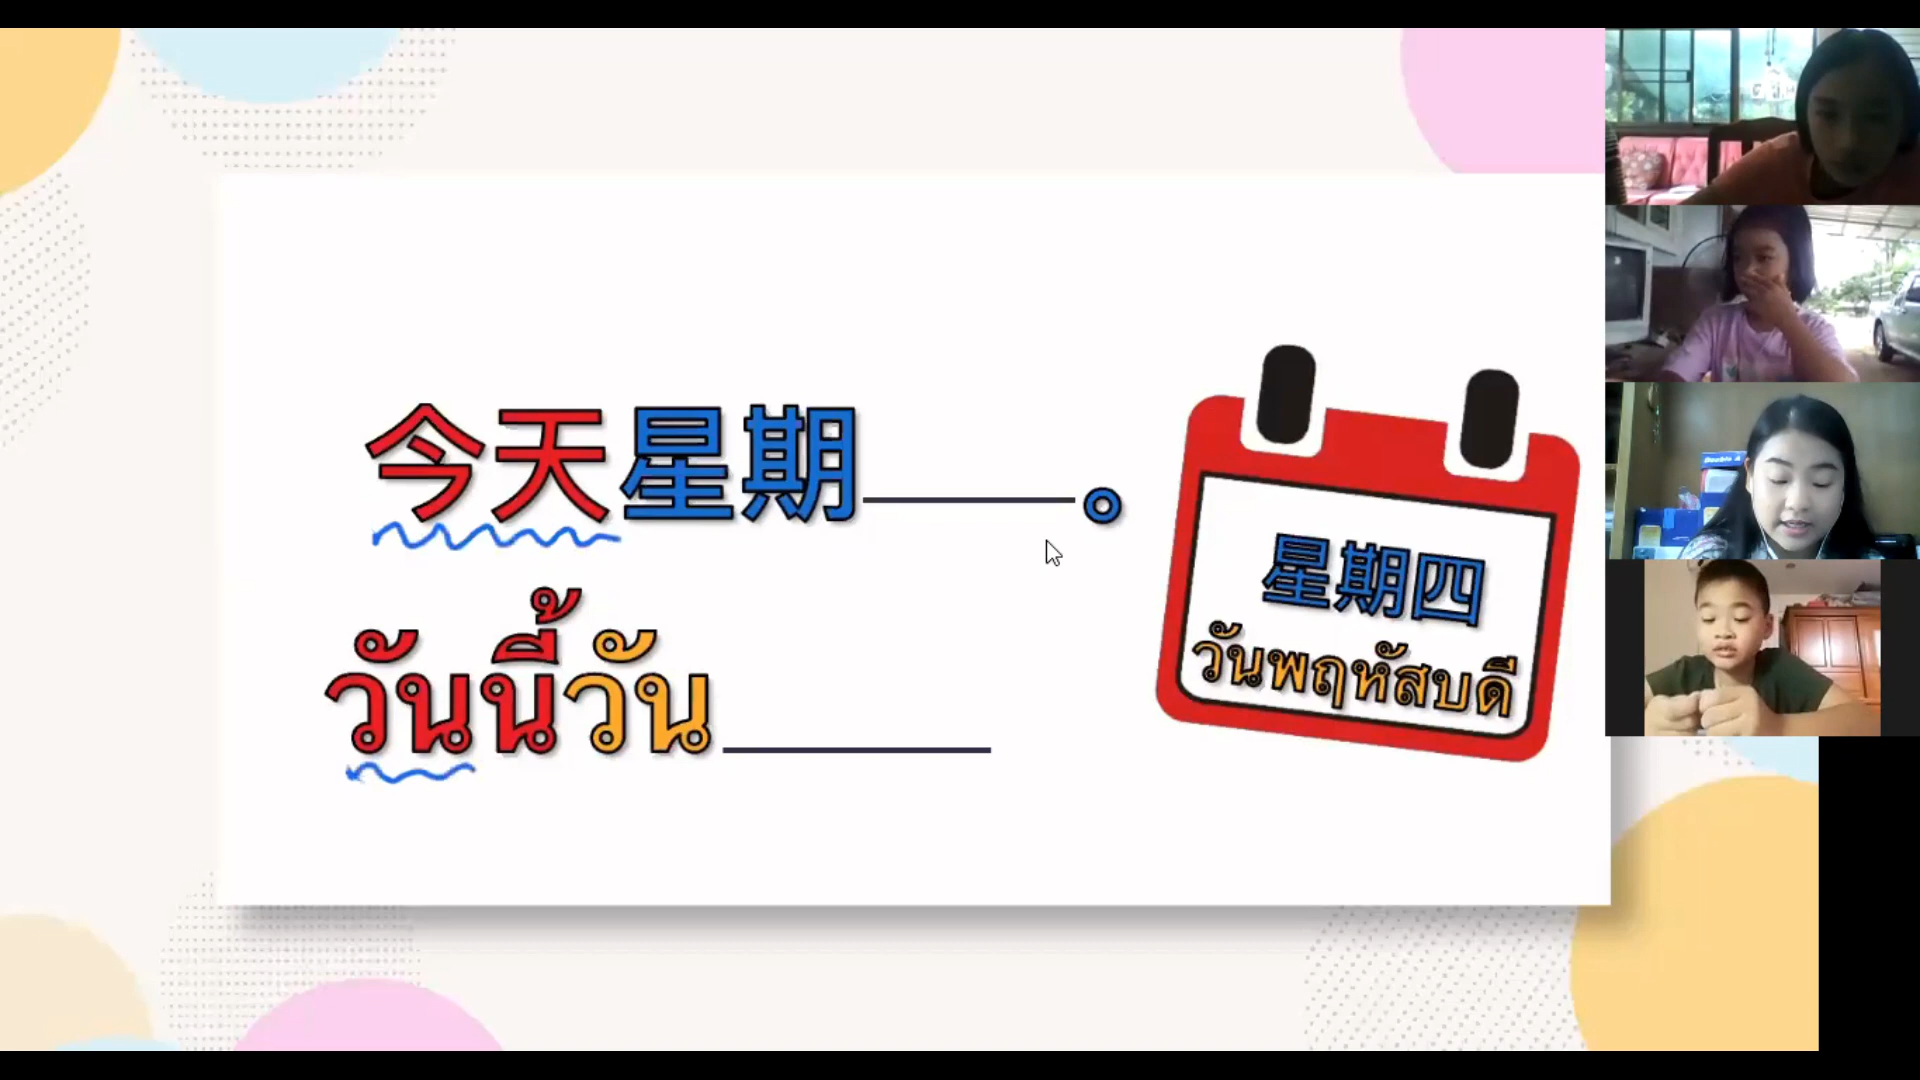 今天星期_____。
วันนี้วัน_____
星期四
วันพฤหัสบดี
Double A